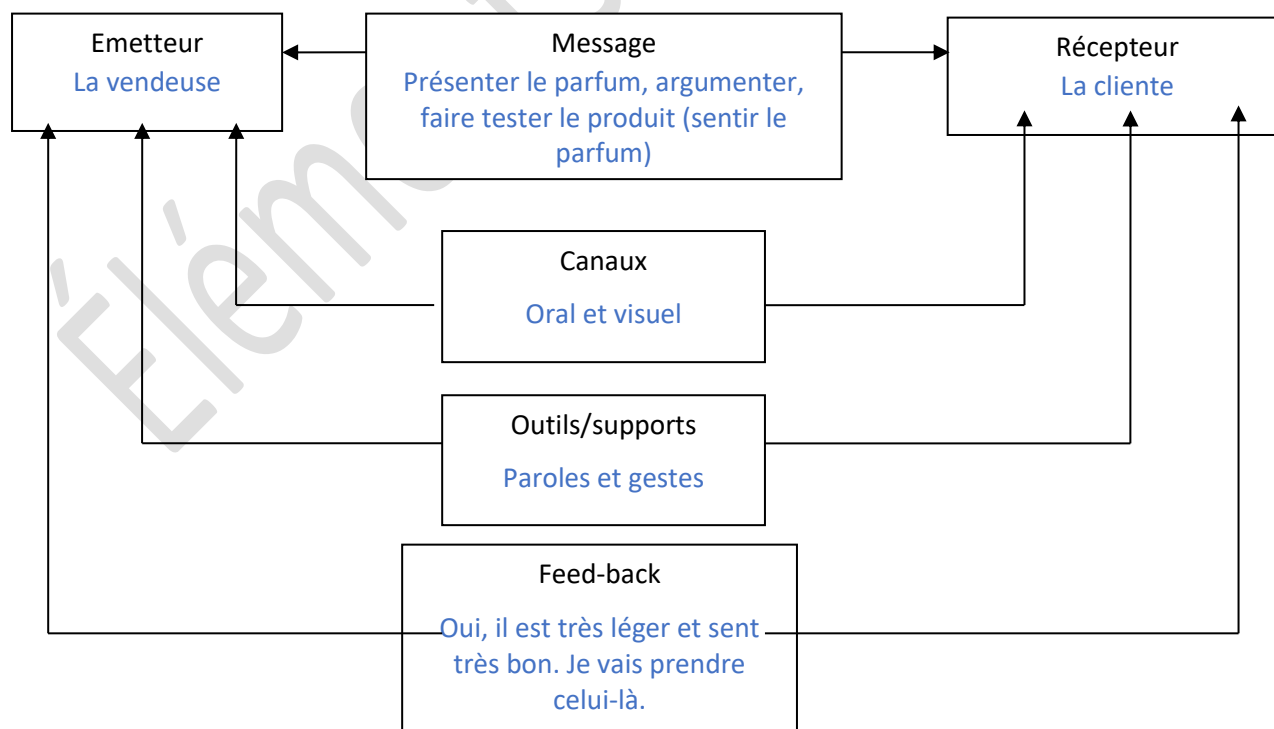 Emetteur
La vendeuse
Message
Présenter le parfum, argumenter,
faire tester le produit (sentir le
parfum)
Récepteur
La cliente
Canaux
Oral et visuel
Outils/supports
Paroles et gestes
Feed-back
Oui, il est très léger et sent
très bon. Je vais prendre
celui-là.